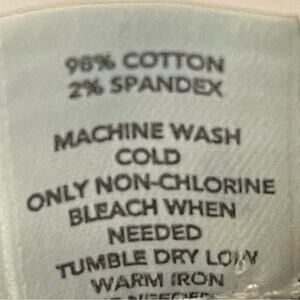 98% COTTON
2% SPANDEX
MACHINE WASH
COLD
ONLY NON-CHLORINE
BLEACH WHEN
NEEDED
TUMBLE DRY LOW
WARM IRON